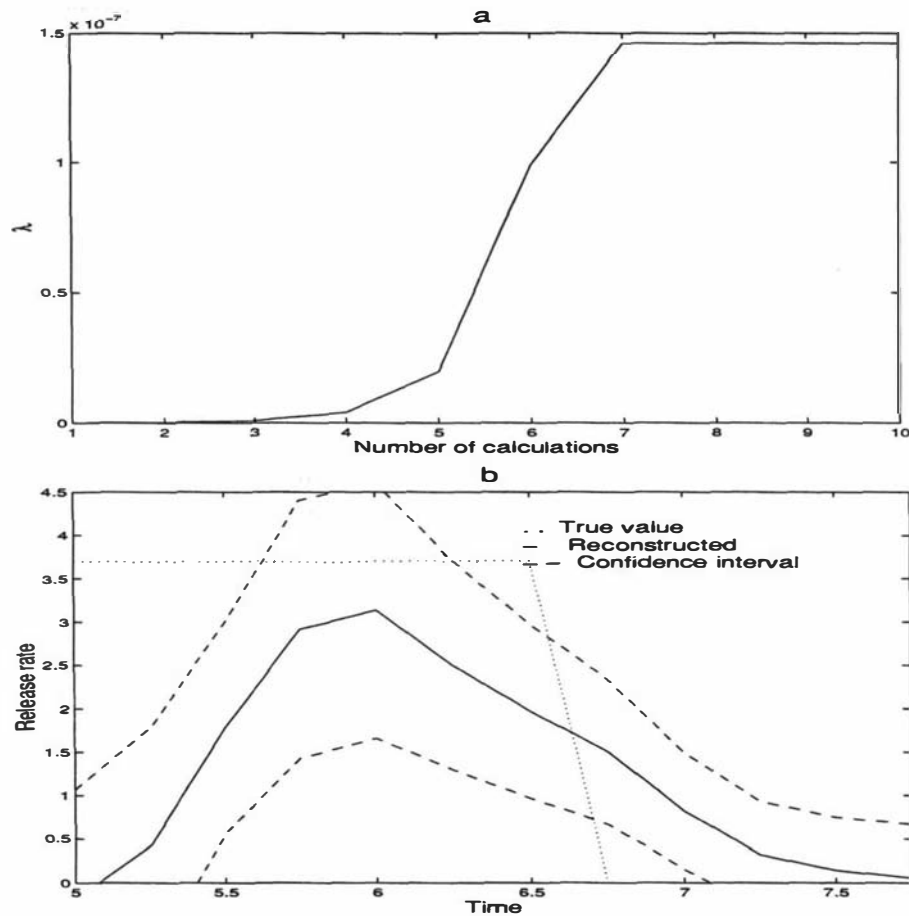 a
× 10⁻⁷
1.5
1
0.5
0
λ
1 2 3 4 5 6 7 8 9 10
Number of calculations
b
4.5
4
3.5
3
2.5
2
1.5
1
0.5
0
Release rate
True value
Reconstructed
Confidence interval
5 5.5 6 6.5 7 7.5
Time